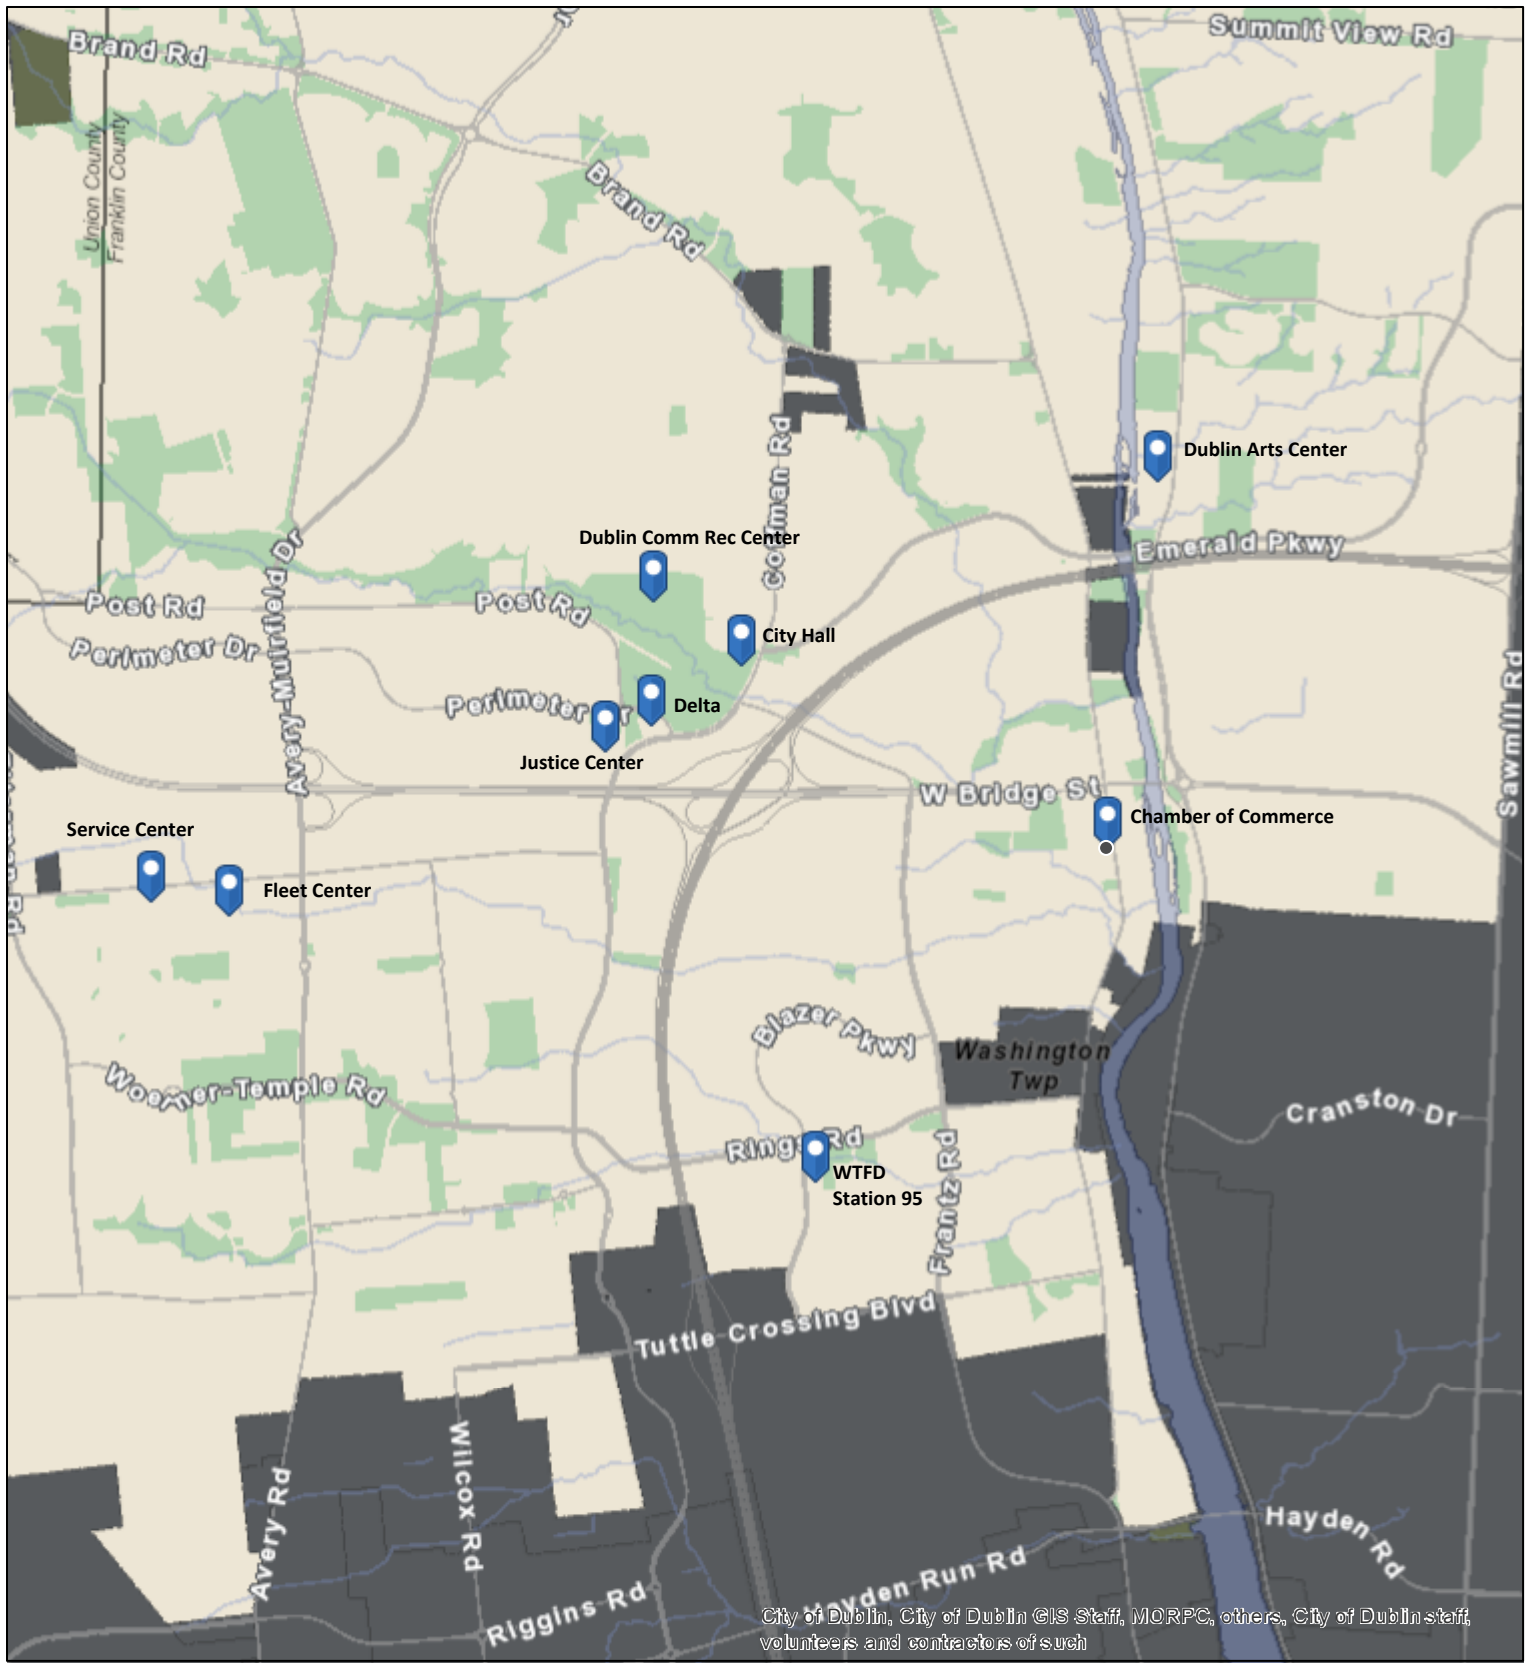 Summit View Rd
Brand Rd
Union County
Franklin County
Brand Rd
Coffman Rd
Dublin Arts Center
Dublin Comm Rec Center
Emerald Pkwy
Post Rd
Post Rd
City Hall
Perimeter Dr
Avery-Muirfield Dr
Perimeter
Delta
Justice Center
Sawmill Rd
W Bridge St
Chamber of Commerce
Service Center
Fleet Center
Rd
Blazer Pkwy
Washington
Twp
Woerner-Temple Rd
Cranston Dr
Rings Rd
WTFD
Station 95
Frantz Rd
Tuttle Crossing Blvd
Wilcox Rd
Avery Rd
Hayden Rd
Hayden Run Rd
Riggins Rd
City of Dublin, City of Dublin GIS Staff, MORPC, others, City of Dublin staff,
volunteers and contractors of such